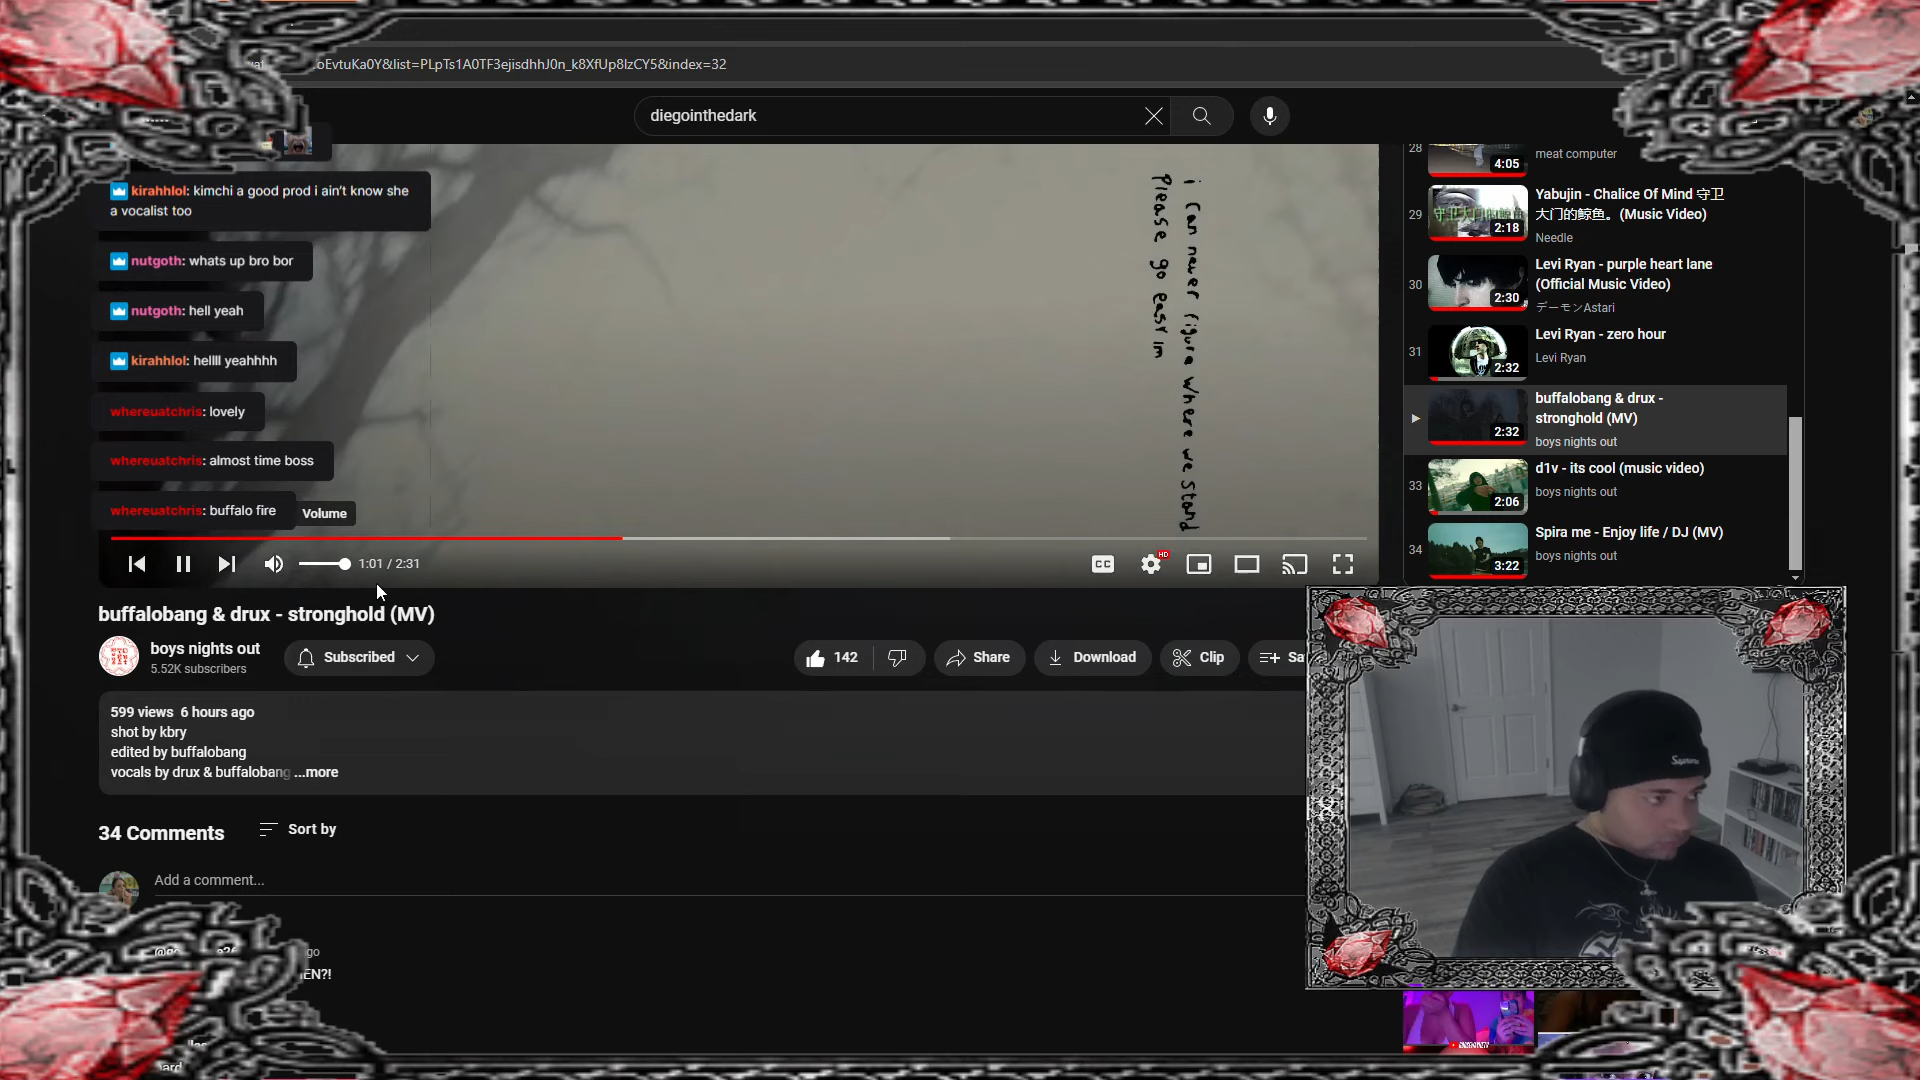 oEvtuKa0Y&list=PLpTs1A0TF3ejisdhhJ0n_k8XfUp8lzCY5&index=32
diegointhedark
kirahhlol: kimchi a good prod i ain't know she
a vocalist too
nutgoth: whats up bro bor
nutgoth: hell yeah
kirahhlol: hellll yeahhhh
whereuatchris: lovely
whereuatchris: almost time boss
whereuatchris: buffalo fire
Volume
i can never figure where we stand
please go easy im
1:01 / 2:31
CC
HD
buffalobang & drux - stronghold (MV)
boys nights out
5.52K subscribers
Subscribed
142
Share
Download
Clip
599 views 6 hours ago
shot by kbry
edited by buffalobang
vocals by drux & buffalobang ...more
34 Comments
Sort by
Add a comment...
28
4:05
meat computer
29
2:18
Yabujin - Chalice Of Mind 守卫
大门的鲸鱼。(Music Video)
Needle
30
2:30
Levi Ryan - purple heart lane
(Official Music Video)
デーモンAstari
31
2:32
Levi Ryan - zero hour
Levi Ryan
2:32
buffalobang & drux -
stronghold (MV)
boys nights out
33
2:06
d1v - its cool (music video)
boys nights out
34
3:22
Spira me - Enjoy life / DJ (MV)
boys nights out
Supreme